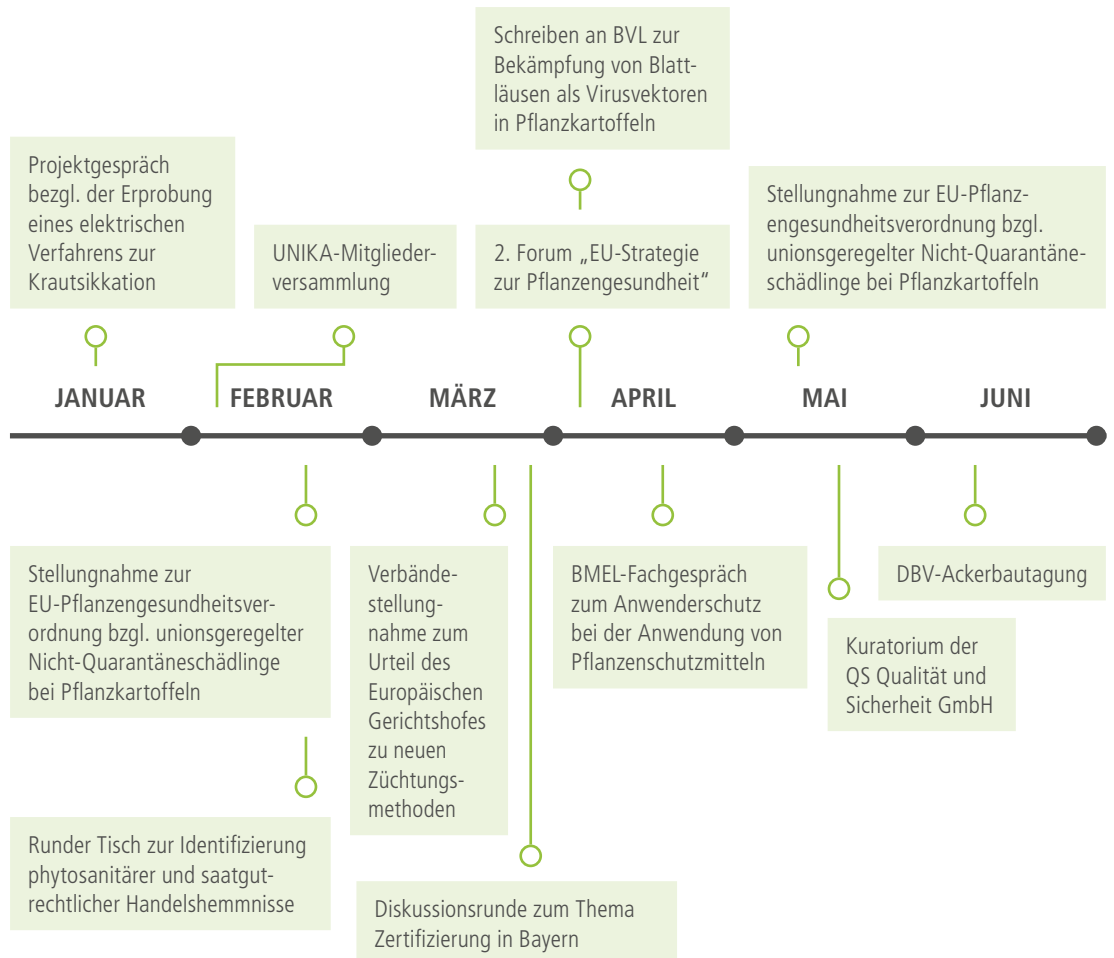 Schreiben an BVL zur
Bekämpfung von Blatt-
läusen als Virusvektoren
in Pflanzkartoffeln
Projektgespräch
bezgl. der Erprobung
eines elektrischen
Verfahrens zur
Krautsikkation
UNIKA-Mitglieder-
versammlung
2. Forum „EU-Strategie
zur Pflanzengesundheit“
Stellungnahme zur EU-Pflanz-
engesundheitsverordnung bzgl.
unionsgeregelter Nicht-Quarantäne-
schädlinge bei Pflanzkartoffeln
JANUAR
FEBRUAR
MÄRZ
APRIL
MAI
JUNI
Stellungnahme zur
EU-Pflanzengesundheitsver-
ordnung bzgl. unionsgeregelter
Nicht-Quarantäneschädlinge
bei Pflanzkartoffeln
Runder Tisch zur Identifizierung
phytosanitärer und saatgut-
rechtlicher Handelshemmnisse
Verbände-
stellung-
nahme zum
Urteil des
Europäischen
Gerichtshofes
zu neuen
Züchtungs-
methoden
Diskussionsrunde zum Thema
Zertifizierung in Bayern
BMEL-Fachgespräch
zum Anwenderschutz
bei der Anwendung von
Pflanzenschutzmitteln
Kuratorium der
QS Qualität und
Sicherheit GmbH
DBV-Ackerbautagung